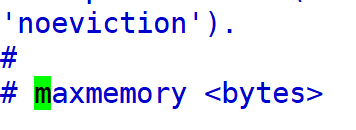 'noeviction').
#
# maxmemory <bytes>